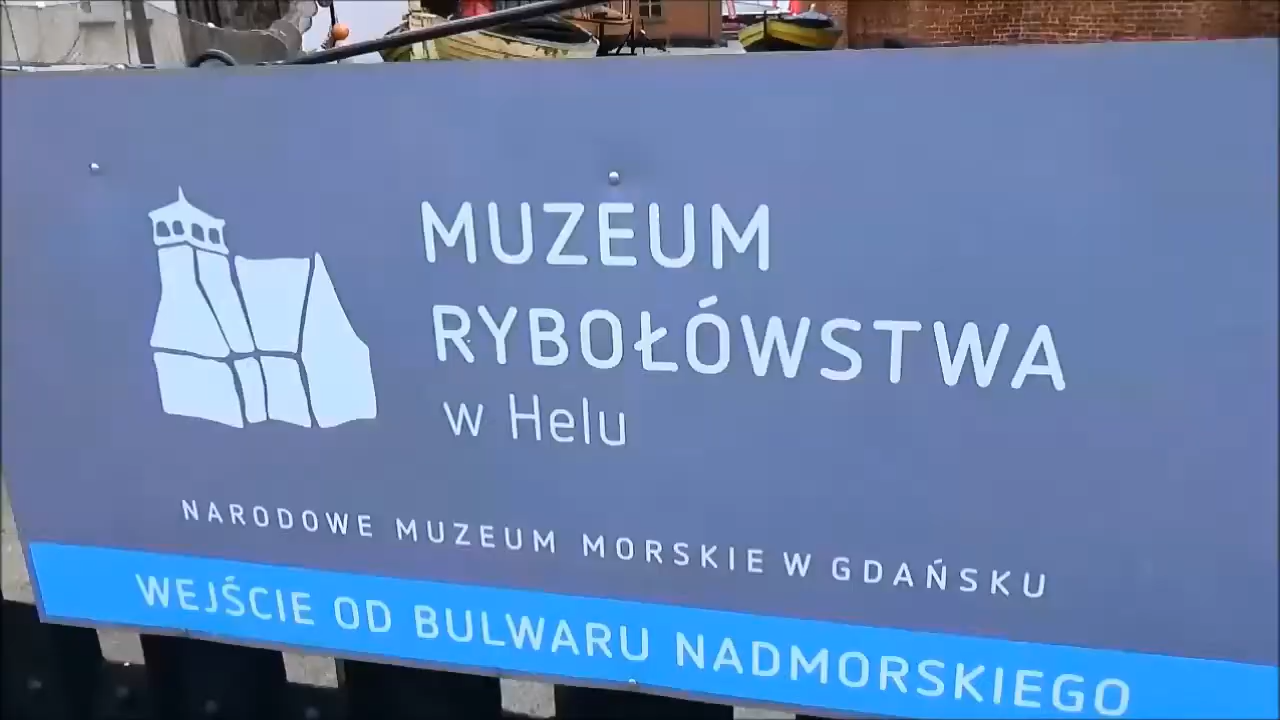 MUZEUM
RYBOŁÓWSTWA
w Helu
NARODOWE MUZEUM MORSKIE W GDAŃSKU
WEJŚCIE OD BULWARU NADMORSKIEGO